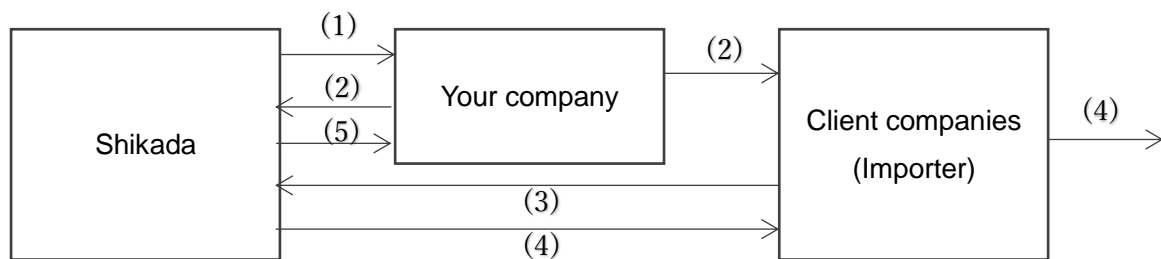 (1)
(2)
(2)
(4)
Your company
Client companies
(Importer)
Shikada
(5)
(3)
(4)